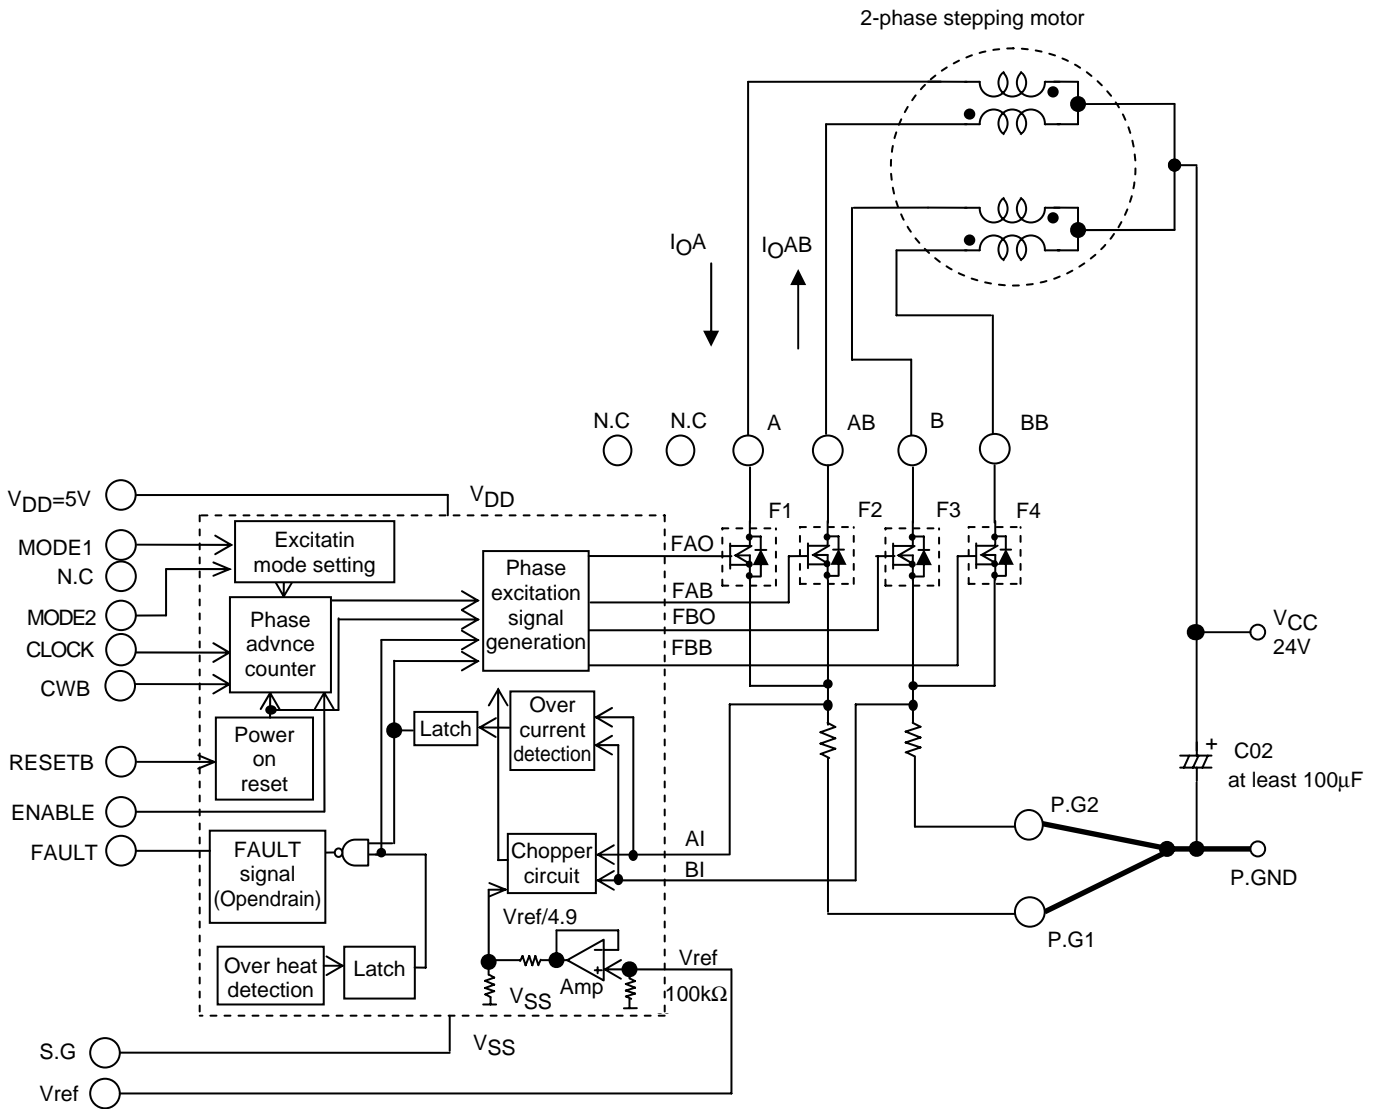 2-phase stepping motor
IOA
IOAB
N.C
N.C
A
AB
B
BB
VDD=5V
VDD
F1
F2
F3
F4
MODE1
N.C
MODE2
CLOCK
CWB
RESETB
ENABLE
FAULT
Excitatin
mode setting
Phase
advnce
counter
Power
on
reset
FAULT
signal
(Opendrain)
Over heat
detection
Latch
Phase
excitation
signal
generation
FAO
FAB
FBO
FBB
Latch
Over
current
detection
Chopper
circuit
AI
BI
Vref/4.9
Amp
VSS
Vref
100kΩ
VCC
24V
+
C02
at least 100µF
P.G2
P.GND
P.G1
S.G
VSS
Vref